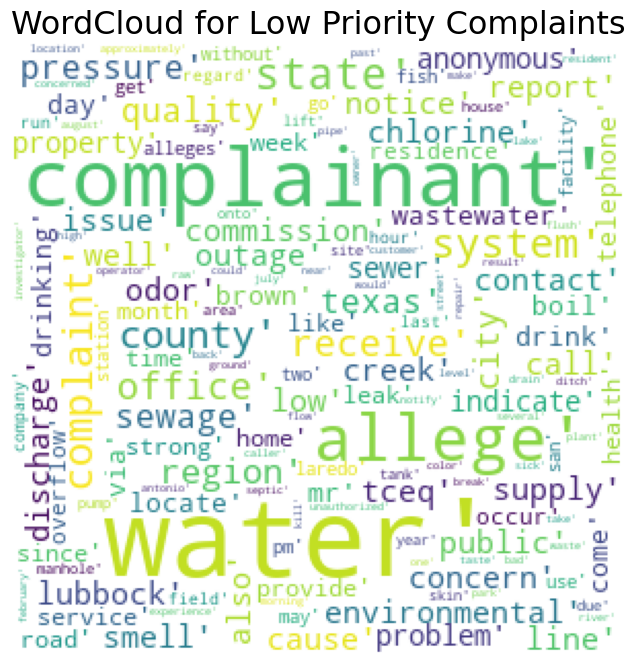 WordCloud for Low Priority Complaints
location' approximately' without' past' anonymous' resident'
pressure' state' make'
concerned' get' regard' fish' report'
day' quality' go' notice' house'
run' august' say' lift' pipe' chlorine' lake'
property' alleges' week' residence' facility' telephone'
complainant' owner'
onto' wastewater'
issue' commission' hour' flush'
drinking' high' well' outage' site' customer' system'
investigator' operator' raw' could' near' sewer' result'
complaint' odor' brown' july' would' street' repair' contact'
month' area' texas' boil'
station' county' like' last' city' drink'
time' back' receive'
ground' two' creek' level' drain' ditch' call'
company' office' low' leak' notify' indicate' health'
discharge' sewage' flow' several'
overflow' strong' home' caller' color' sick' san' plant'
via' region' laredo' allege'
pump' antonio' septic' mr' tank' tceq' break' supply'
locate' kill' unauthorized' occur' take'
since' water' pm' year' public' come'
manhole' one' taste' bad' waste'
february' lubbock' also' provide' skin' concern' use'
service' field' park' due'
experience' morning' may' environmental' river'
road' smell' cause' problem' line'